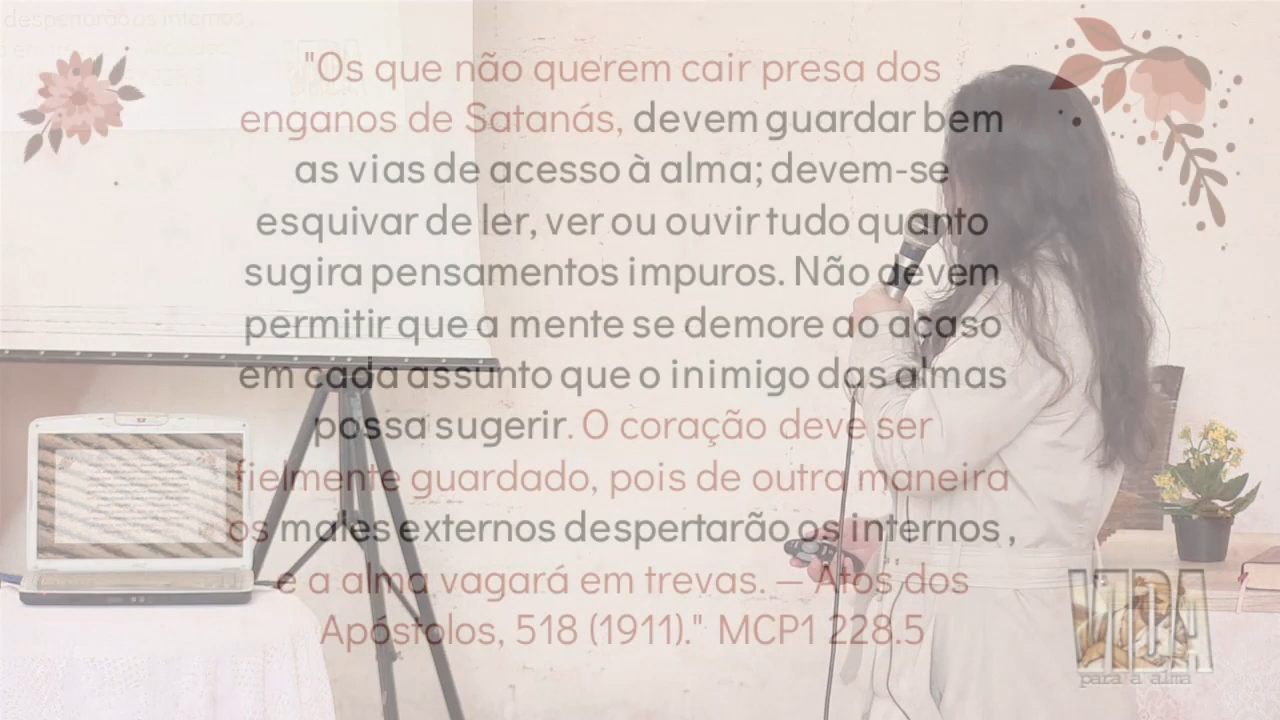 despertarão os internos,
"Os que não querem cair presa dos
enganos de Satanás, devem guardar bem
as vias de acesso à alma; devem-se
esquivar de ler, ver ou ouvir tudo quanto
sugira pensamentos impuros. Não devem
permitir que a mente se demore ao acaso
em cada assunto que o inimigo das almas
possa sugerir. O coração deve ser
fielmente guardado, pois de outra maneira
os males externos despertarão os internos ,
e a alma vagará em trevas. — Atos dos
Apóstolos, 518 (1911)." MCP1 228.5
VIDA
para a alma